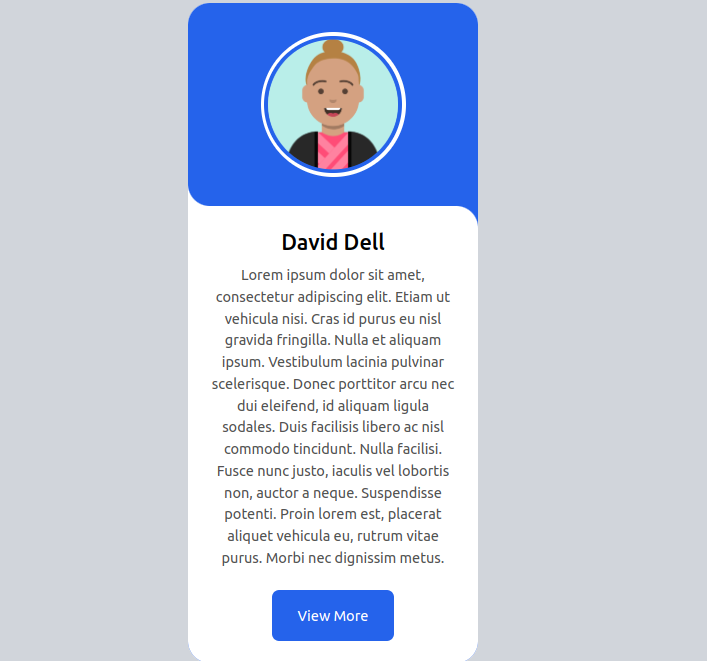 David Dell
Lorem ipsum dolor sit amet,
consectetur adipiscing elit. Etiam ut
vehicula nisi. Cras id purus eu nisl
gravida fringilla. Nulla et aliquam
ipsum. Vestibulum lacinia pulvinar
scelerisque. Donec porttitor arcu nec
dui eleifend, id aliquam ligula
sodales. Duis facilisis libero ac nisl
commodo tincidunt. Nulla facilisi.
Fusce nunc justo, iaculis vel lobortis
non, auctor a neque. Suspendisse
potenti. Proin lorem est, placerat
aliquet vehicula eu, rutrum vitae
purus. Morbi nec dignissim metus.
View More